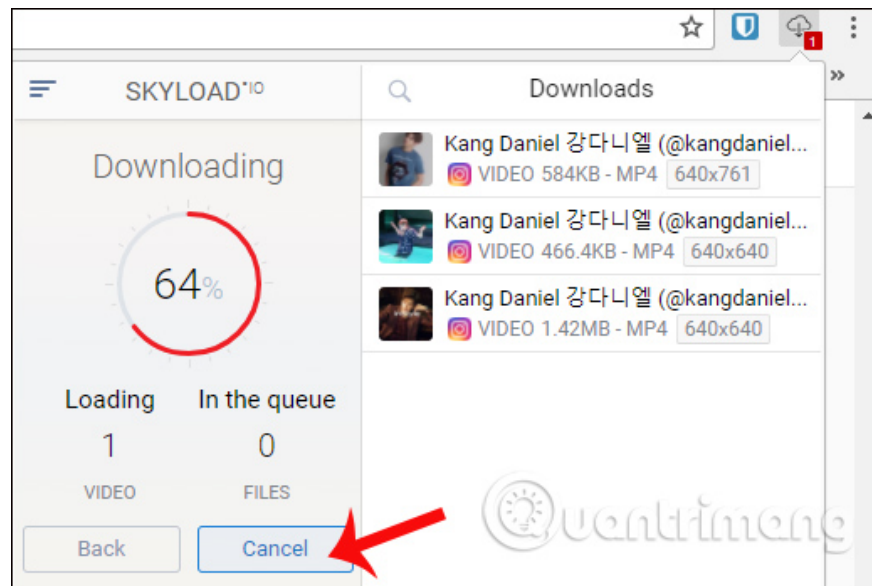 1
SKYLOAD•IO
Downloads
Downloading
64%
Loading
In the queue
1
0
VIDEO
FILES
Back
Cancel
Kang Daniel 강다니엘 (@kangdaniel...
VIDEO 584KB - MP4 640x761
Kang Daniel 강다니엘 (@kangdaniel...
VIDEO 466.4KB - MP4 640x640
Kang Daniel 강다니엘 (@kangdaniel...
VIDEO 1.42MB - MP4 640x640
Quantrimang